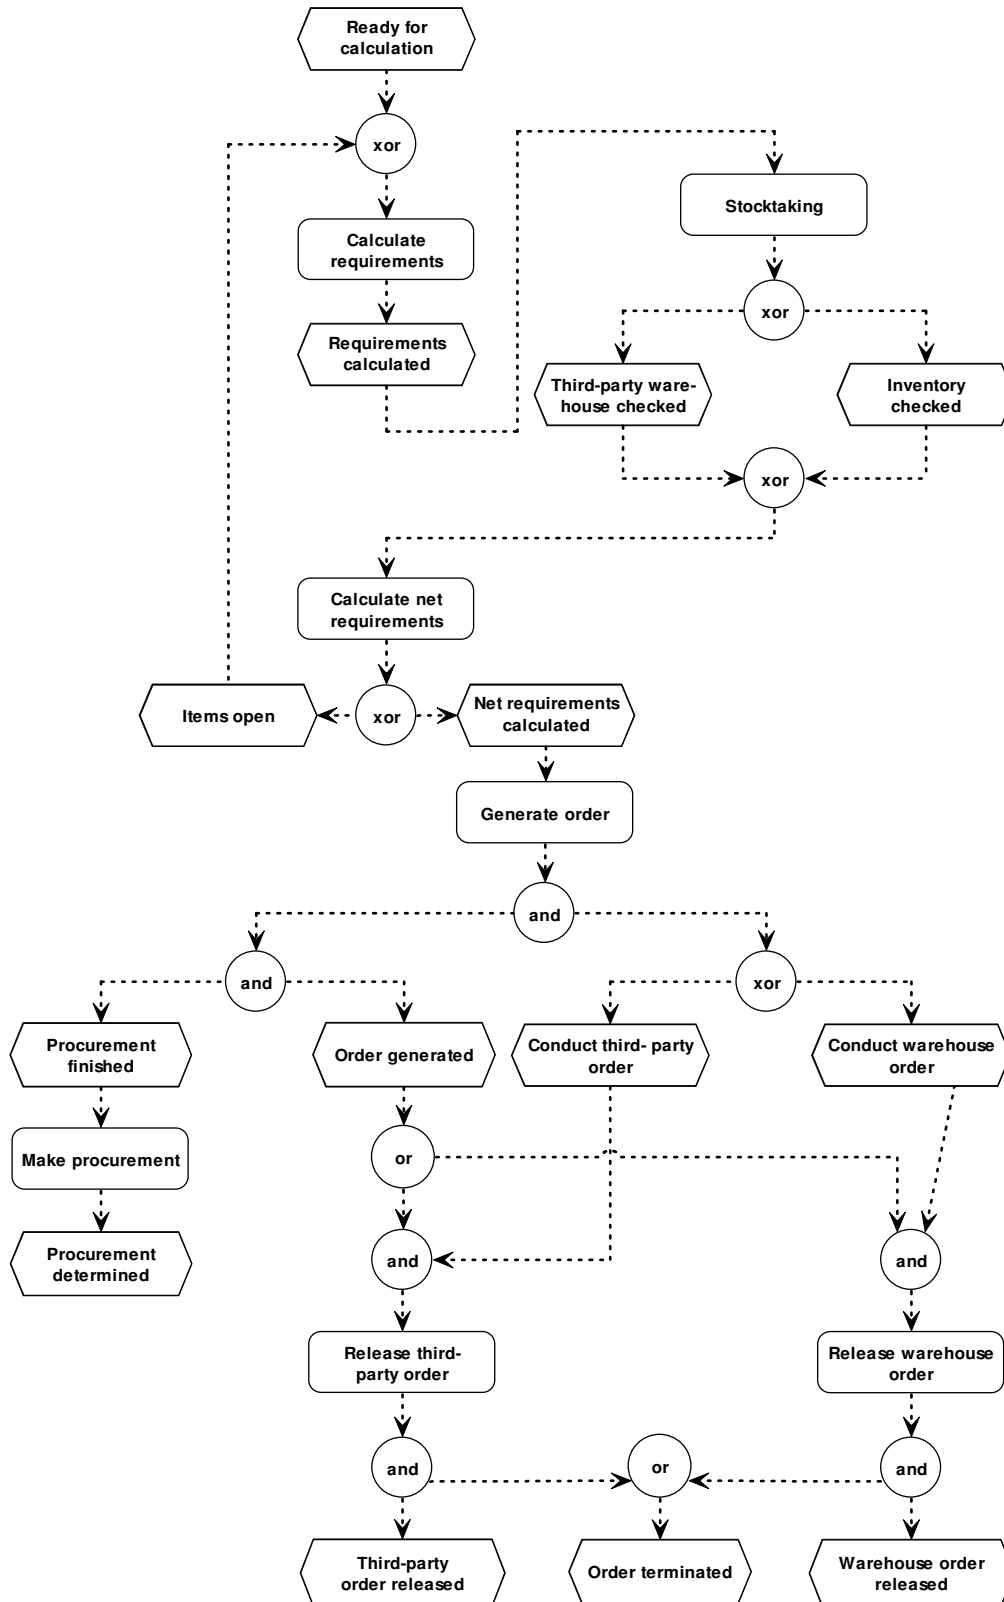 Ready for
calculation
xor
Calculate
requirements
Requirements
calculated
Stocktaking
xor
Third-party ware-
house checked
Inventory
checked
xor
Calculate net
requirements
Items open
xor
Net requirements
calculated
Generate order
and
and
xor
Procurement
finished
Order generated
Conduct third- party
order
Conduct warehouse
order
Make procurement
or
Procurement
determined
and
and
Release third-
party order
Release warehouse
order
and
or
and
Third-party
order released
Order terminated
Warehouse order
released